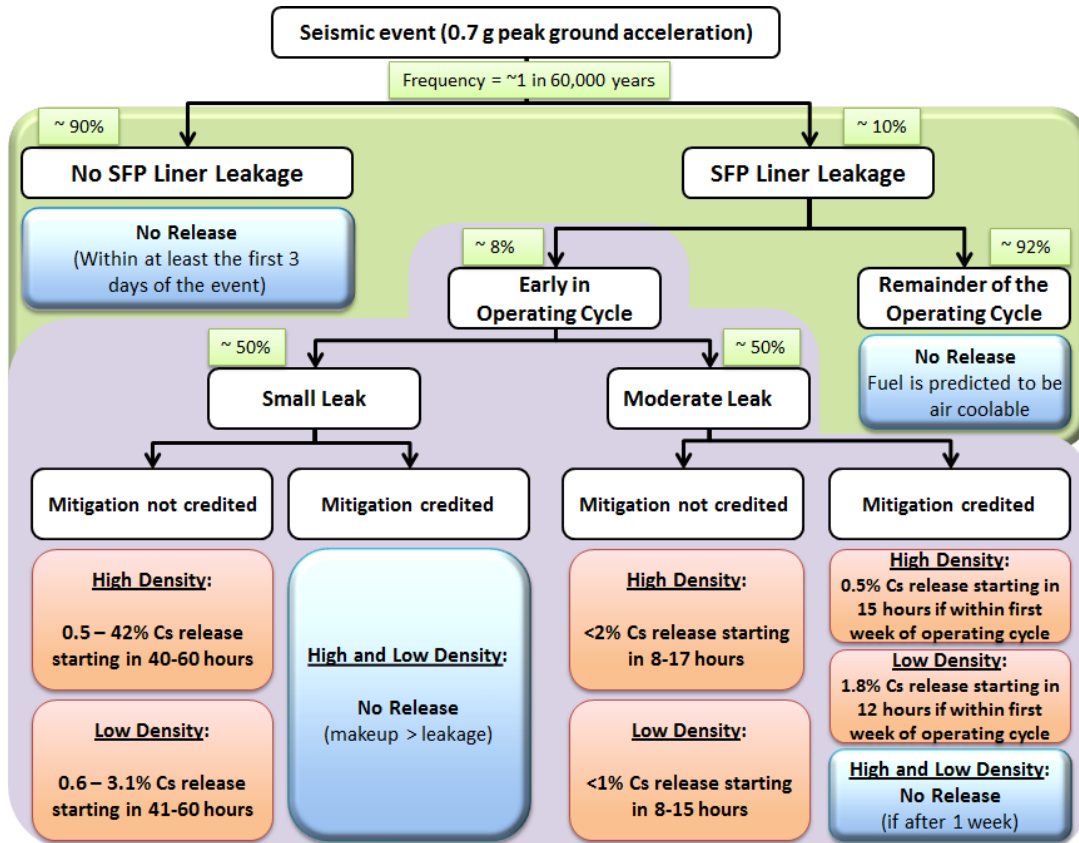 Seismic event (0.7 g peak ground acceleration)
Frequency = ~1 in 60,000 years
~ 90%
~ 10%
No SFP Liner Leakage
SFP Liner Leakage
No Release
(Within at least the first 3
days of the event)
~ 8%
~ 92%
Early in
Operating Cycle
Remainder of the
Operating Cycle
No Release
Fuel is predicted to be
air coolable
~ 50%
~ 50%
Small Leak
Moderate Leak
Mitigation not credited
Mitigation credited
Mitigation not credited
Mitigation credited
High Density:
0.5 – 42% Cs release
starting in 40-60 hours
Low Density:
0.6 – 3.1% Cs release
starting in 41-60 hours
High and Low Density:
No Release
(makeup > leakage)
High Density:
<2% Cs release starting
in 8-17 hours
Low Density:
<1% Cs release starting
in 8-15 hours
High Density:
0.5% Cs release starting in
15 hours if within first
week of operating cycle
Low Density:
1.8% Cs release starting in
12 hours if within first
week of operating cycle
High and Low Density:
No Release
(if after 1 week)